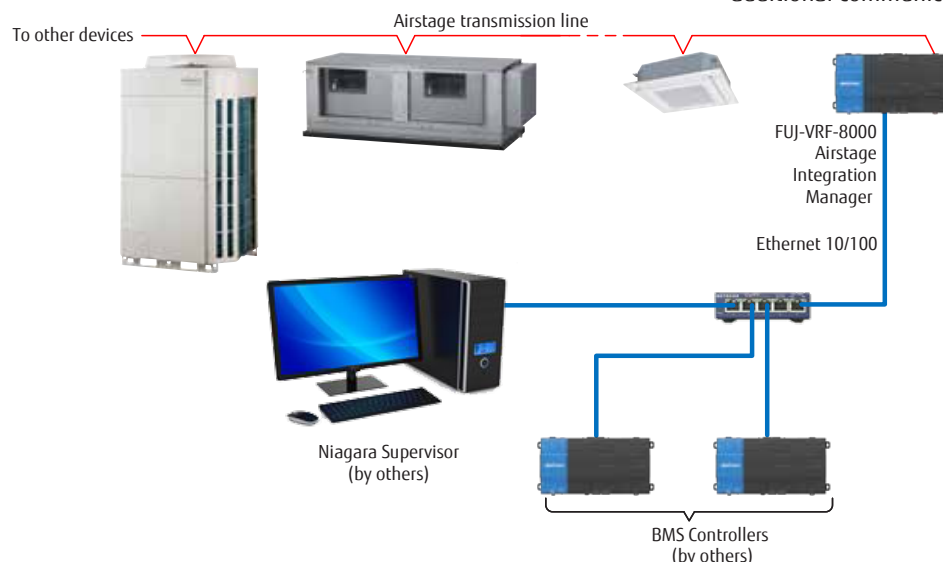 Airstage transmission line
To other devices
FUJ-VRF-8000
Airstage
Integration
Manager
Ethernet 10/100
Niagara Supervisor
(by others)
BMS Controllers
(by others)